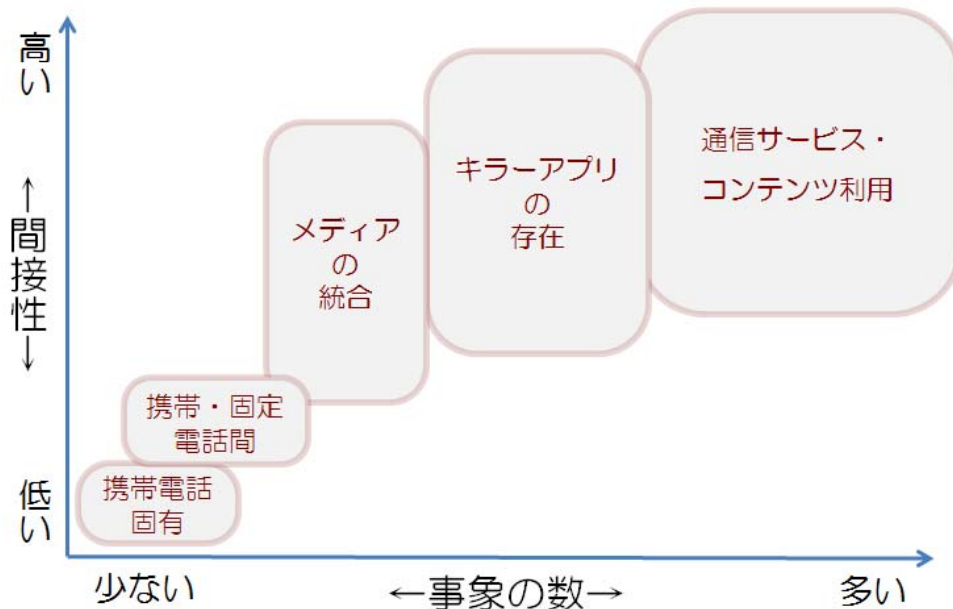 高い
←間接性→
低い
通信サービス・
コンテンツ利用
キラーアプリ
の
存在
メディア
の
統合
携帯・固定
電話間
携帯電話
固有
少ない
←事象の数→
多い